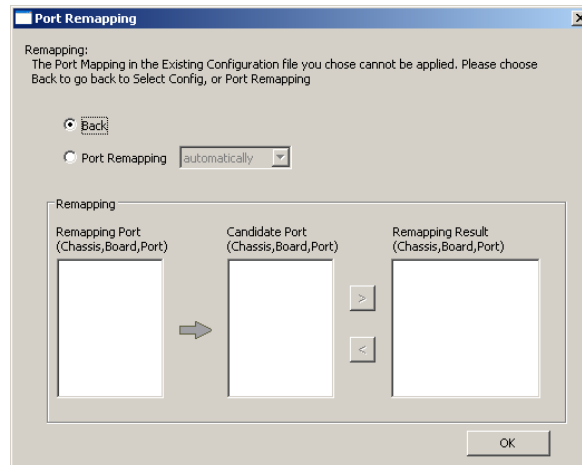 Port Remapping
Remapping:
The Port Mapping in the Existing Configuration file you chose cannot be applied. Please choose
Back to go back to Select Config, or Port Remapping
Back
Port Remapping automatically
Remapping
Remapping Port Candidate Port Remapping Result
(Chassis,Board,Port) (Chassis,Board,Port) (Chassis,Board,Port)
>
<
OK